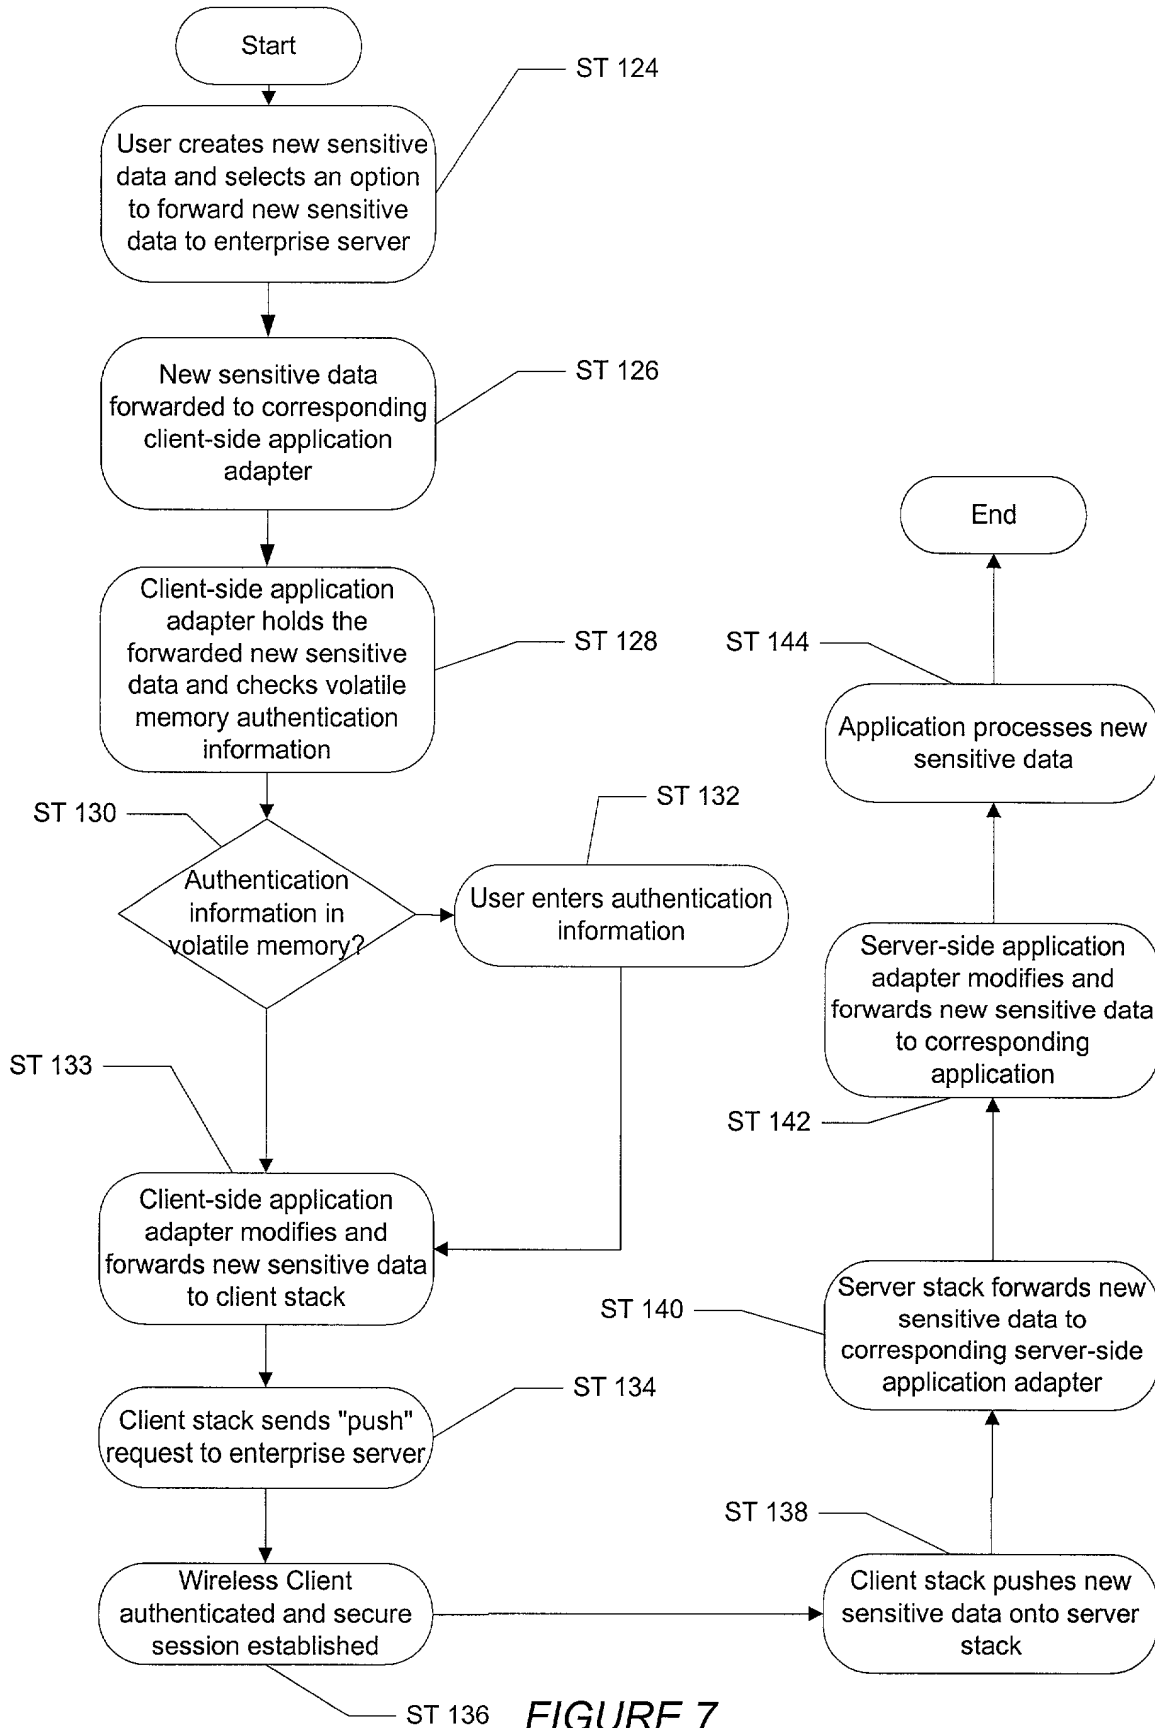 Start
ST 124
User creates new sensitive
data and selects an option
to forward new sensitive
data to enterprise server
New sensitive data
forwarded to corresponding
client-side application
adapter
ST 126
Client-side application
adapter holds the
forwarded new sensitive
data and checks volatile
memory authentication
information
ST 128
ST 130
Authentication
information in
volatile memory?
ST 132
User enters authentication
information
ST 133
Client-side application
adapter modifies and
forwards new sensitive data
to client stack
ST 134
Client stack sends "push"
request to enterprise server
Wireless Client
authenticated and secure
session established
ST 136
ST 138
Client stack pushes new
sensitive data onto server
stack
ST 140
Server stack forwards new
sensitive data to
corresponding server-side
application adapter
Server-side application
adapter modifies and
forwards new sensitive data
to corresponding
application
ST 142
ST 144
Application processes new
sensitive data
End
FIGURE 7